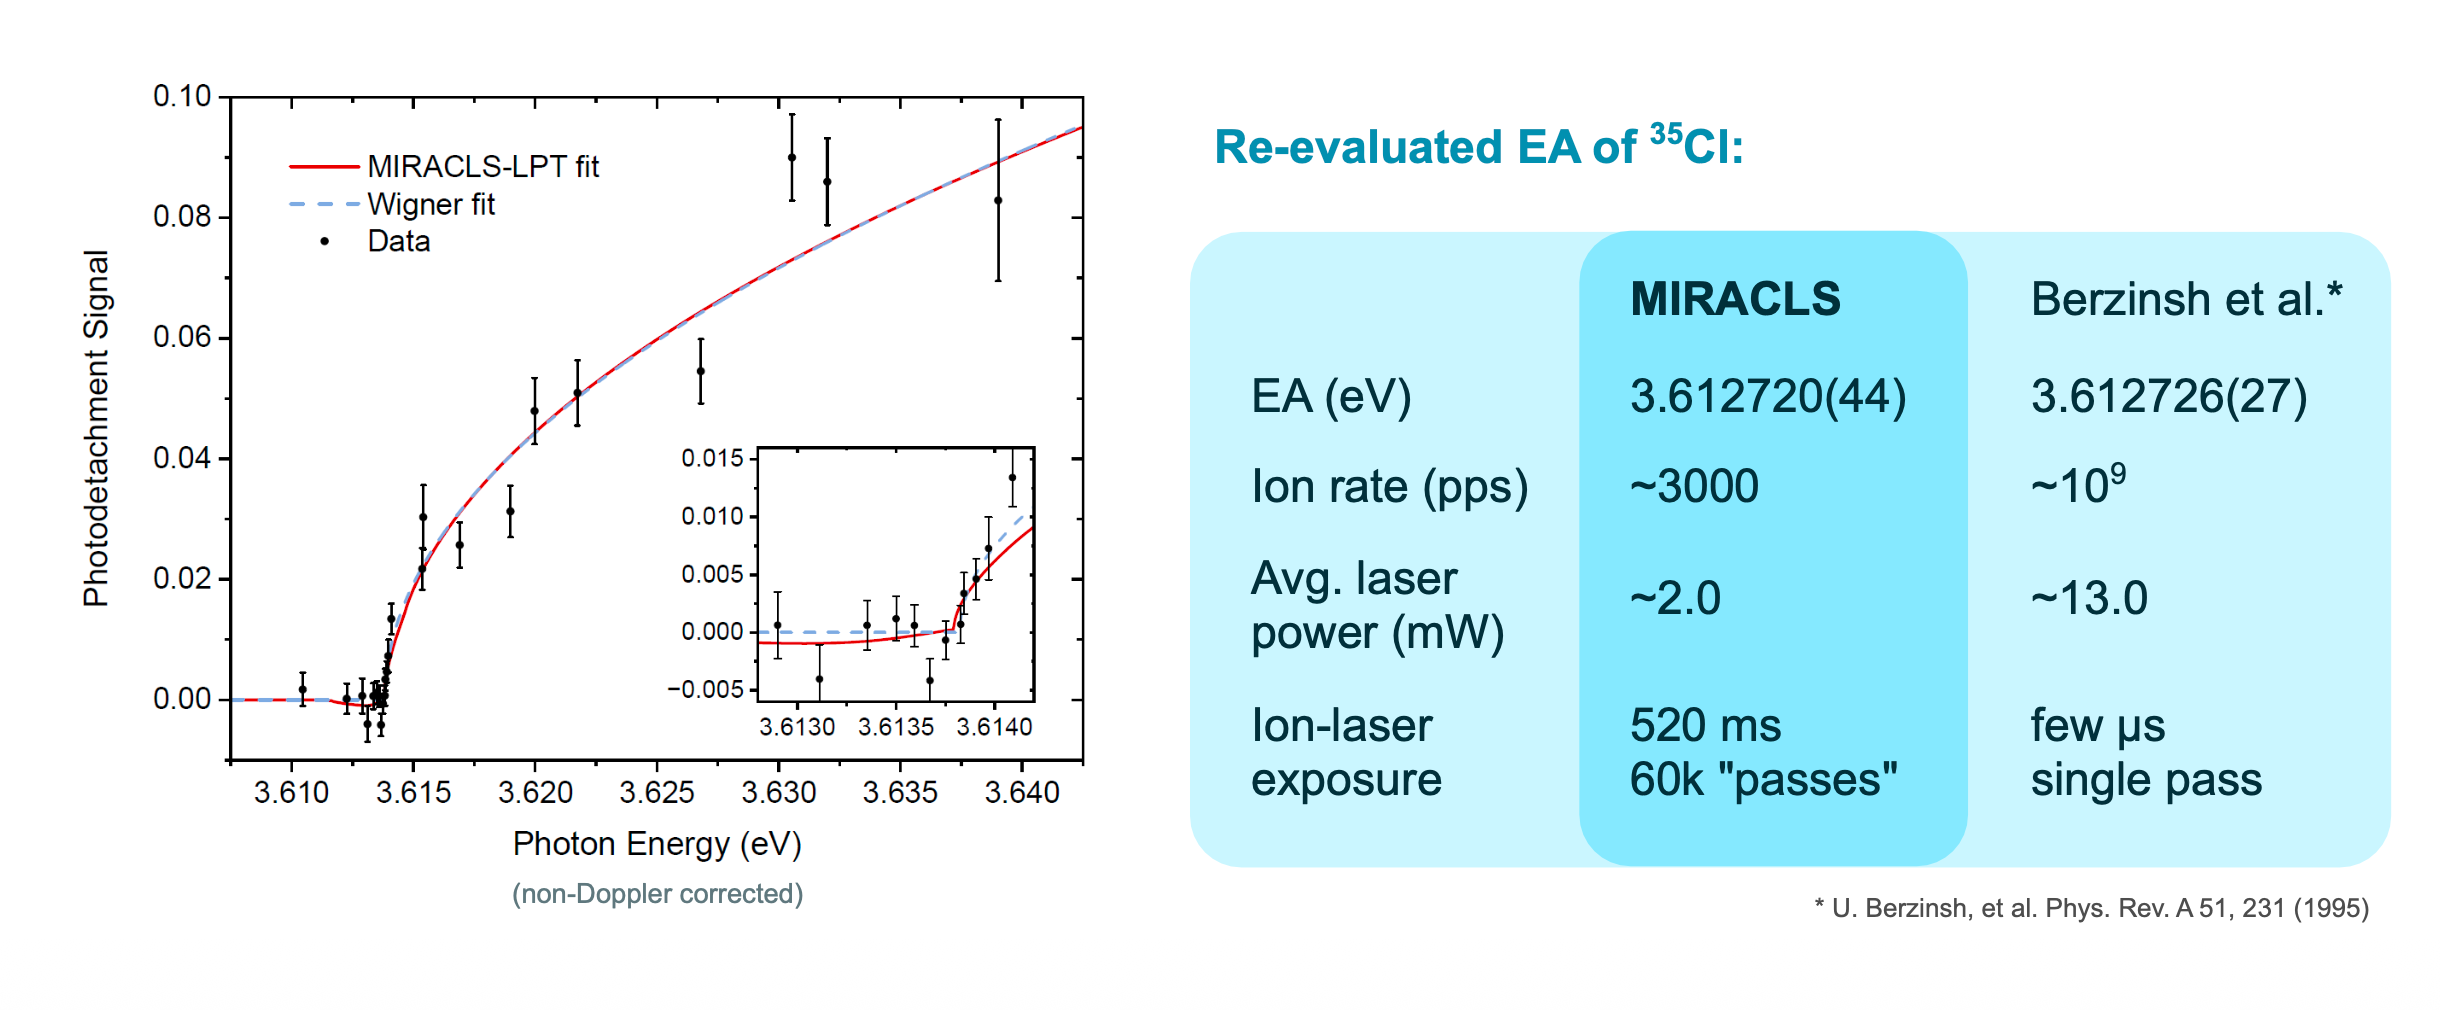 0.10
0.08
0.06
0.04
0.02
0.00
Photodetachment Signal
MIRACLS-LPT fit
Wigner fit
Data
0.015
0.010
0.005
0.000
−0.005
3.6130 3.6135 3.6140
3.610 3.615 3.620 3.625 3.630 3.635 3.640
Photon Energy (eV)
(non-Doppler corrected)
Re-evaluated EA of ³⁵Cl:
MIRACLS Berzinsh et al.*
EA (eV) 3.612720(44) 3.612726(27)
Ion rate (pps) ~3000 ~10⁹
Avg. laser
power (mW) ~2.0 ~13.0
Ion-laser 520 ms few µs
exposure 60k "passes" single pass
* U. Berzinsh, et al. Phys. Rev. A 51, 231 (1995)